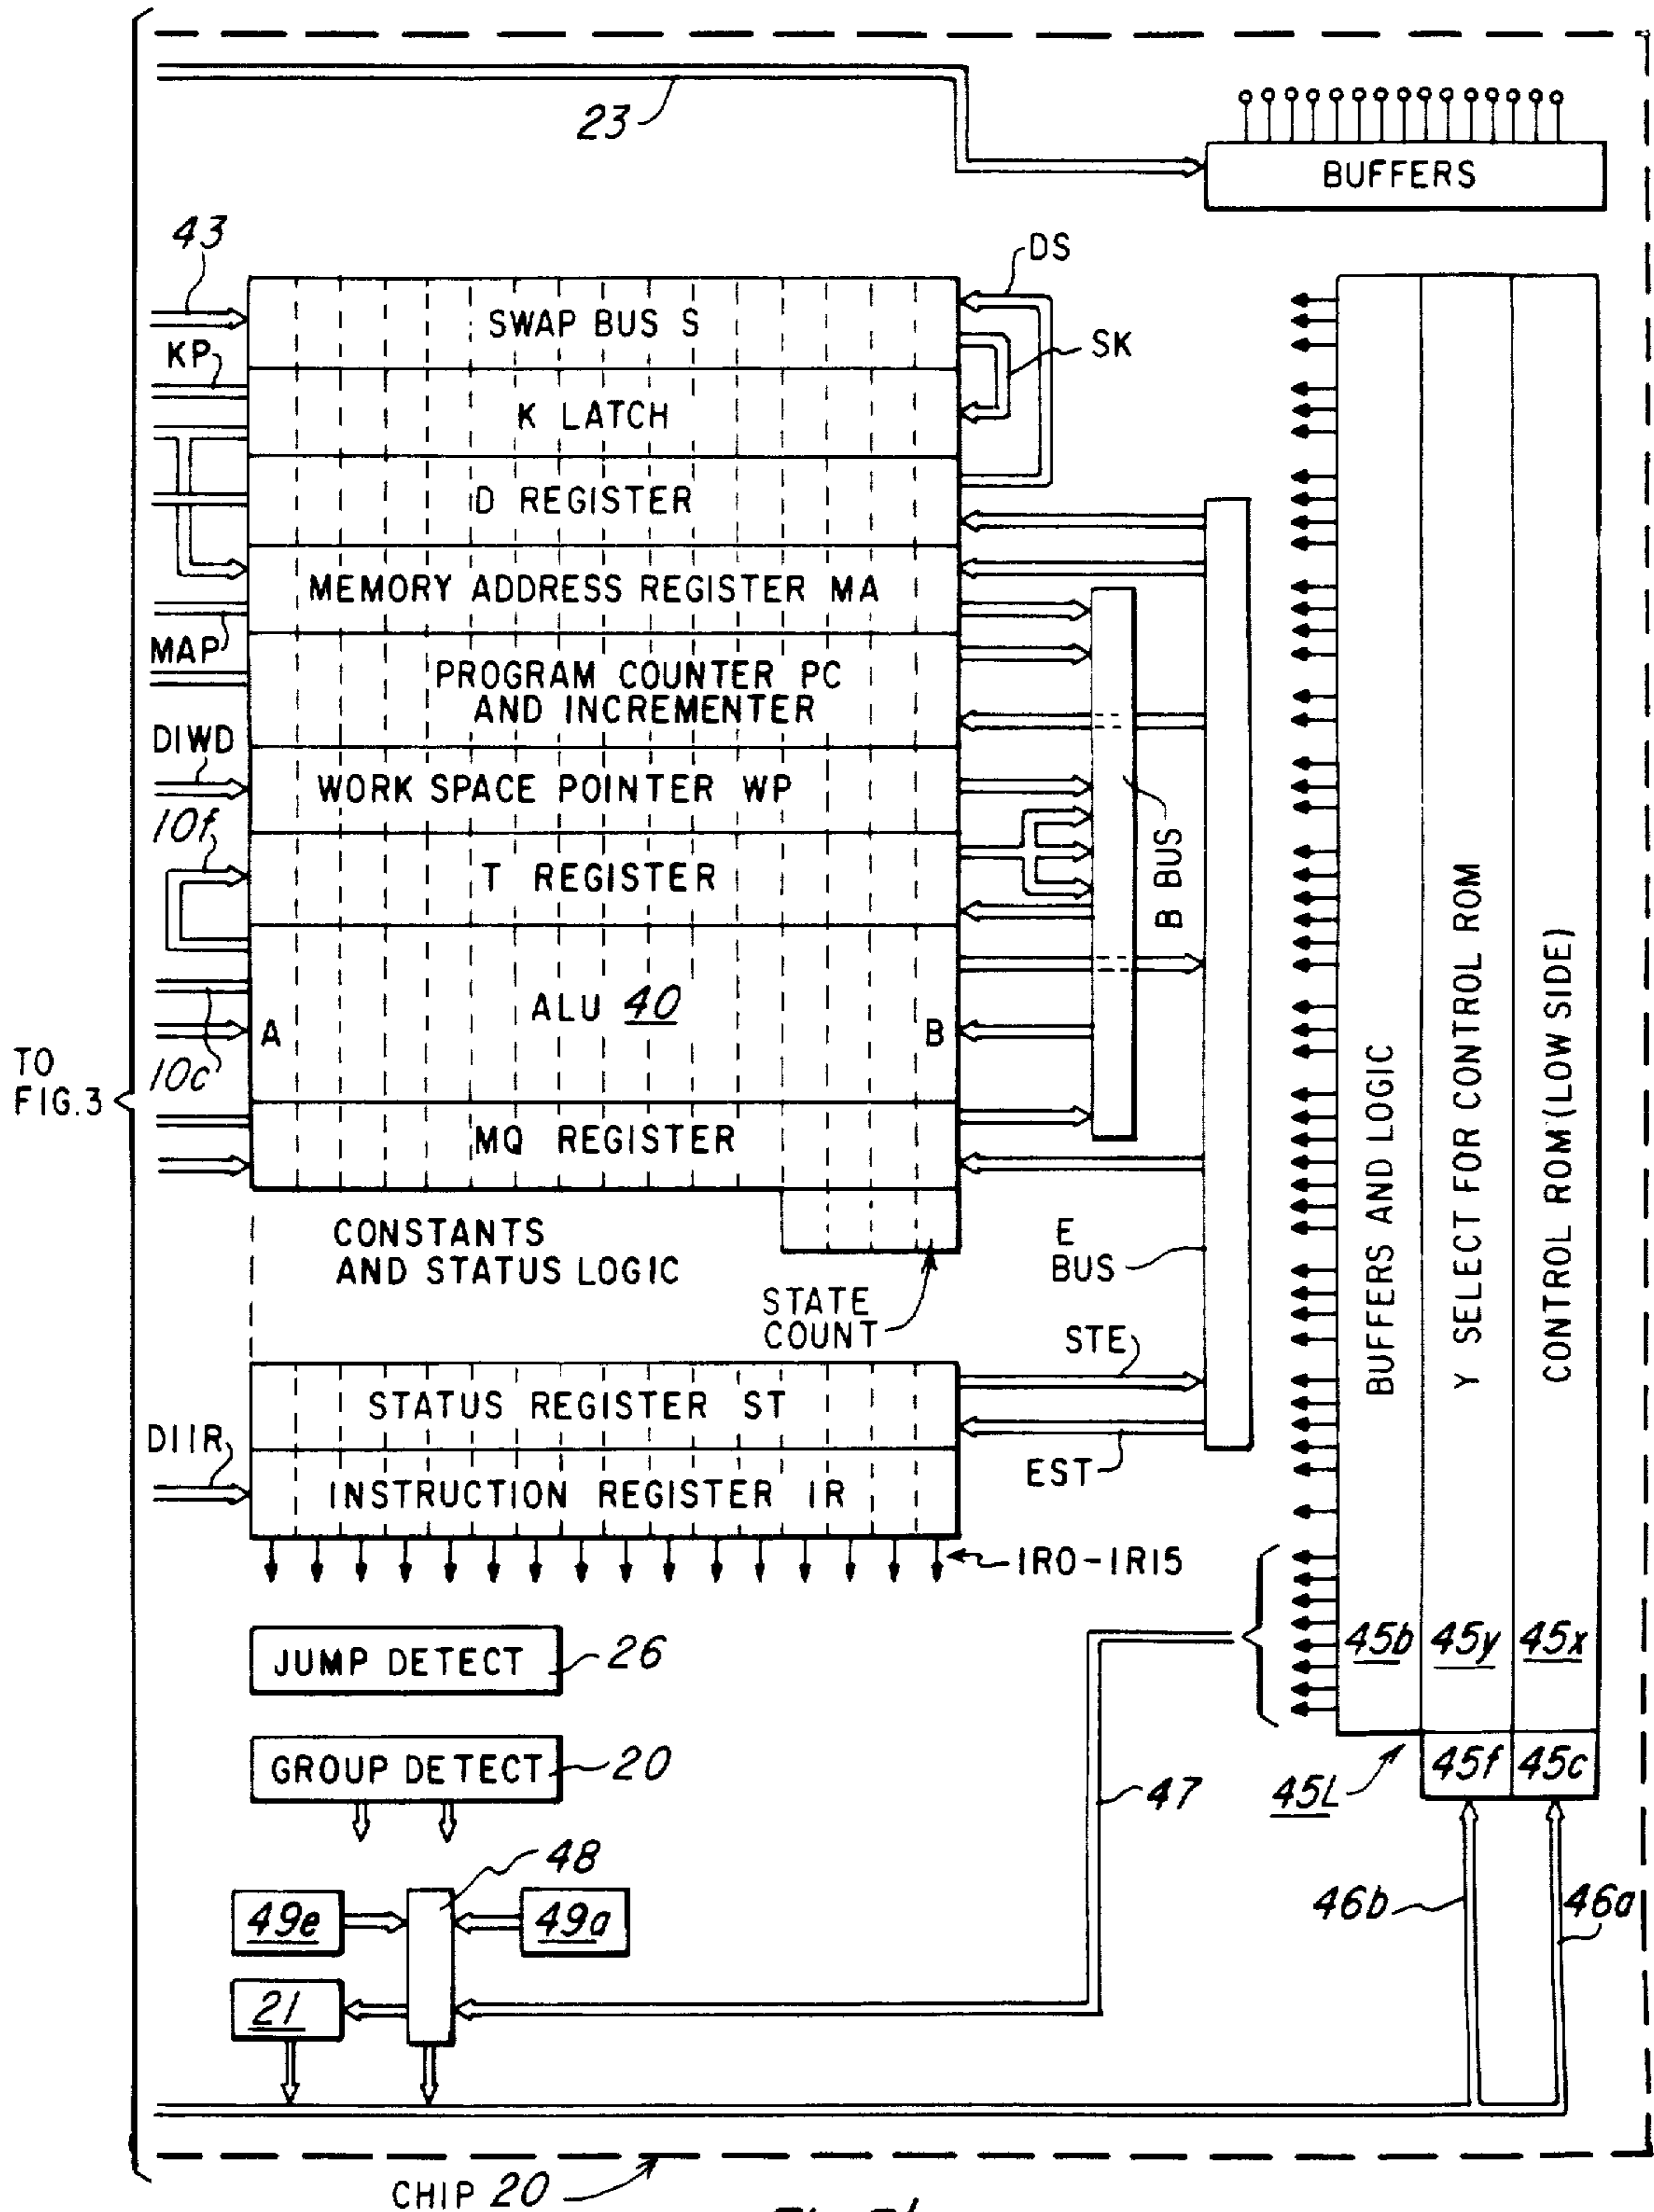 23
BUFFERS
43
DS
SWAP BUS S
KP
SK
K LATCH
D REGISTER
MEMORY ADDRESS REGISTER MA
MAP
PROGRAM COUNTER PC
AND INCREMENTER
DIWD
WORK SPACE POINTER WP
10f
T REGISTER
B BUS
ALU 40
A
B
10c
TO
FIG.3
MQ REGISTER
CONSTANTS
AND STATUS LOGIC
E
BUS
STATE
COUNT
STE
STATUS REGISTER ST
DIIR
EST
INSTRUCTION REGISTER IR
IR0-IR15
BUFFERS AND LOGIC
Y SELECT FOR CONTROL ROM
CONTROL ROM (LOW SIDE)
45b
45y
45x
JUMP DETECT
26
GROUP DETECT
20
45f
45c
45L
47
48
49e
49a
46b
46a
21
CHIP 20